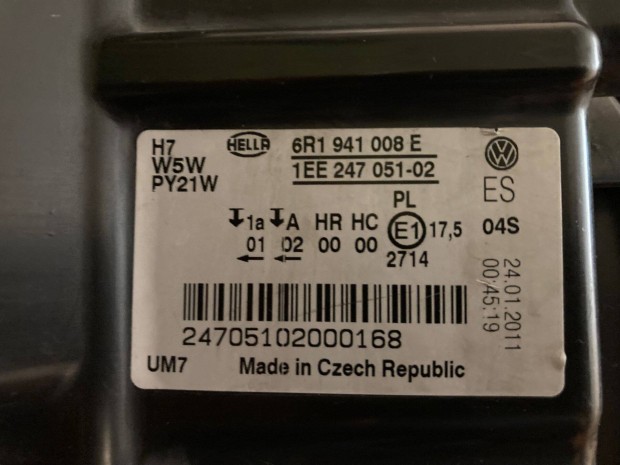 H7
W5W
PY21W
HELLA
6R1 941 008 E
1EE 247 051-02
VW
ES
04S
PL
1a A HR HC E1 17,5
01 02 00 00 2714
24.01.2011
00:45:19
24705102000168
UM7 Made in Czech Republic